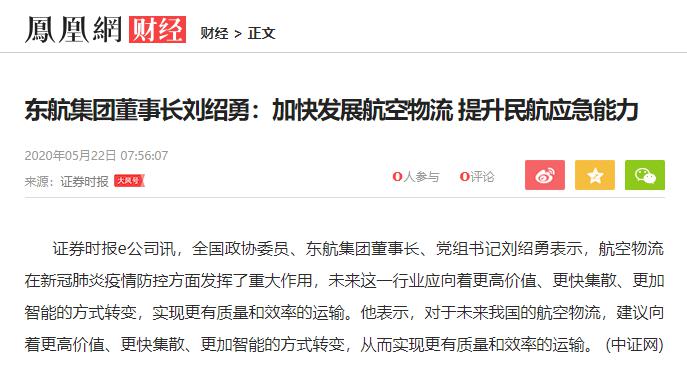 鳳凰網 财经 财经 > 正文
东航集团董事长刘绍勇：加快发展航空物流 提升民航应急能力
2020年05月22日 07:56:07
来源：证券时报 大风号 0人参与 0评论
证券时报e公司讯，全国政协委员、东航集团董事长、党组书记刘绍勇表示，航空物流
在新冠肺炎疫情防控方面发挥了重大作用，未来这一行业应向着更高价值、更快集散、更加
智能的方式转变，实现更有质量和效率的运输。他表示，对于未来我国的航空物流，建议向
着更高价值、更快集散、更加智能的方式转变，从而实现更有质量和效率的运输。 (中证网)